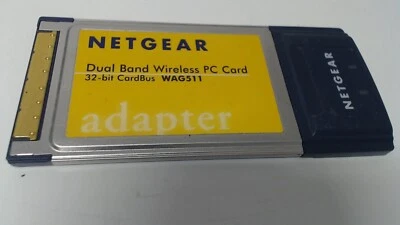 NETGEAR
Dual Band Wireless PC Card
32-bit CardBus WAG511
adapter
NETGEAR